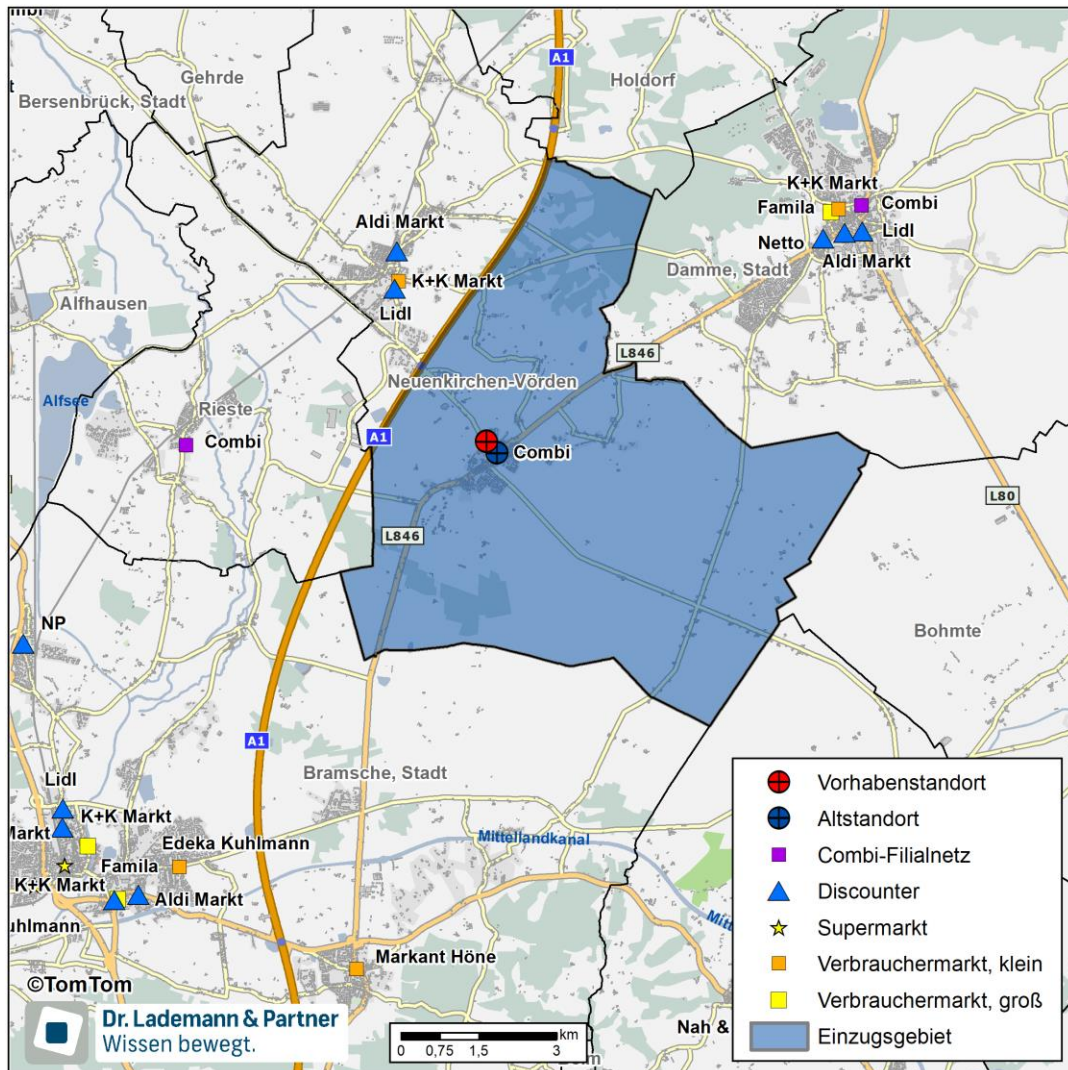 A1
Holdorf
Gehrde
Bersenbrück, Stadt
K+K Markt
Famila
Combi
Aldi Markt
Netto
Lidl
Aldi Markt
K+K Markt
Damme, Stadt
Lidl
Alfhausen
L846
Neuenkirchen-Vörden
Alfsee
Rieste
Combi
A1
Combi
L80
L846
NP
Bohmte
A1
Bramsche, Stadt
Lidl
K+K Markt
Markt
Edeka Kuhlmann
Mittellandkanal
Famila
K+K Markt
Aldi Markt
uhlmann
Markant Höne
©TomTom
Dr. Lademann & Partner
Wissen bewegt.
km
0 0,75 1,5 3
Nah &
Vorhabenstandort
Altstandort
Combi-Filialnetz
Discounter
Supermarkt
Verbrauchermarkt, klein
Verbrauchermarkt, groß
Einzugsgebiet